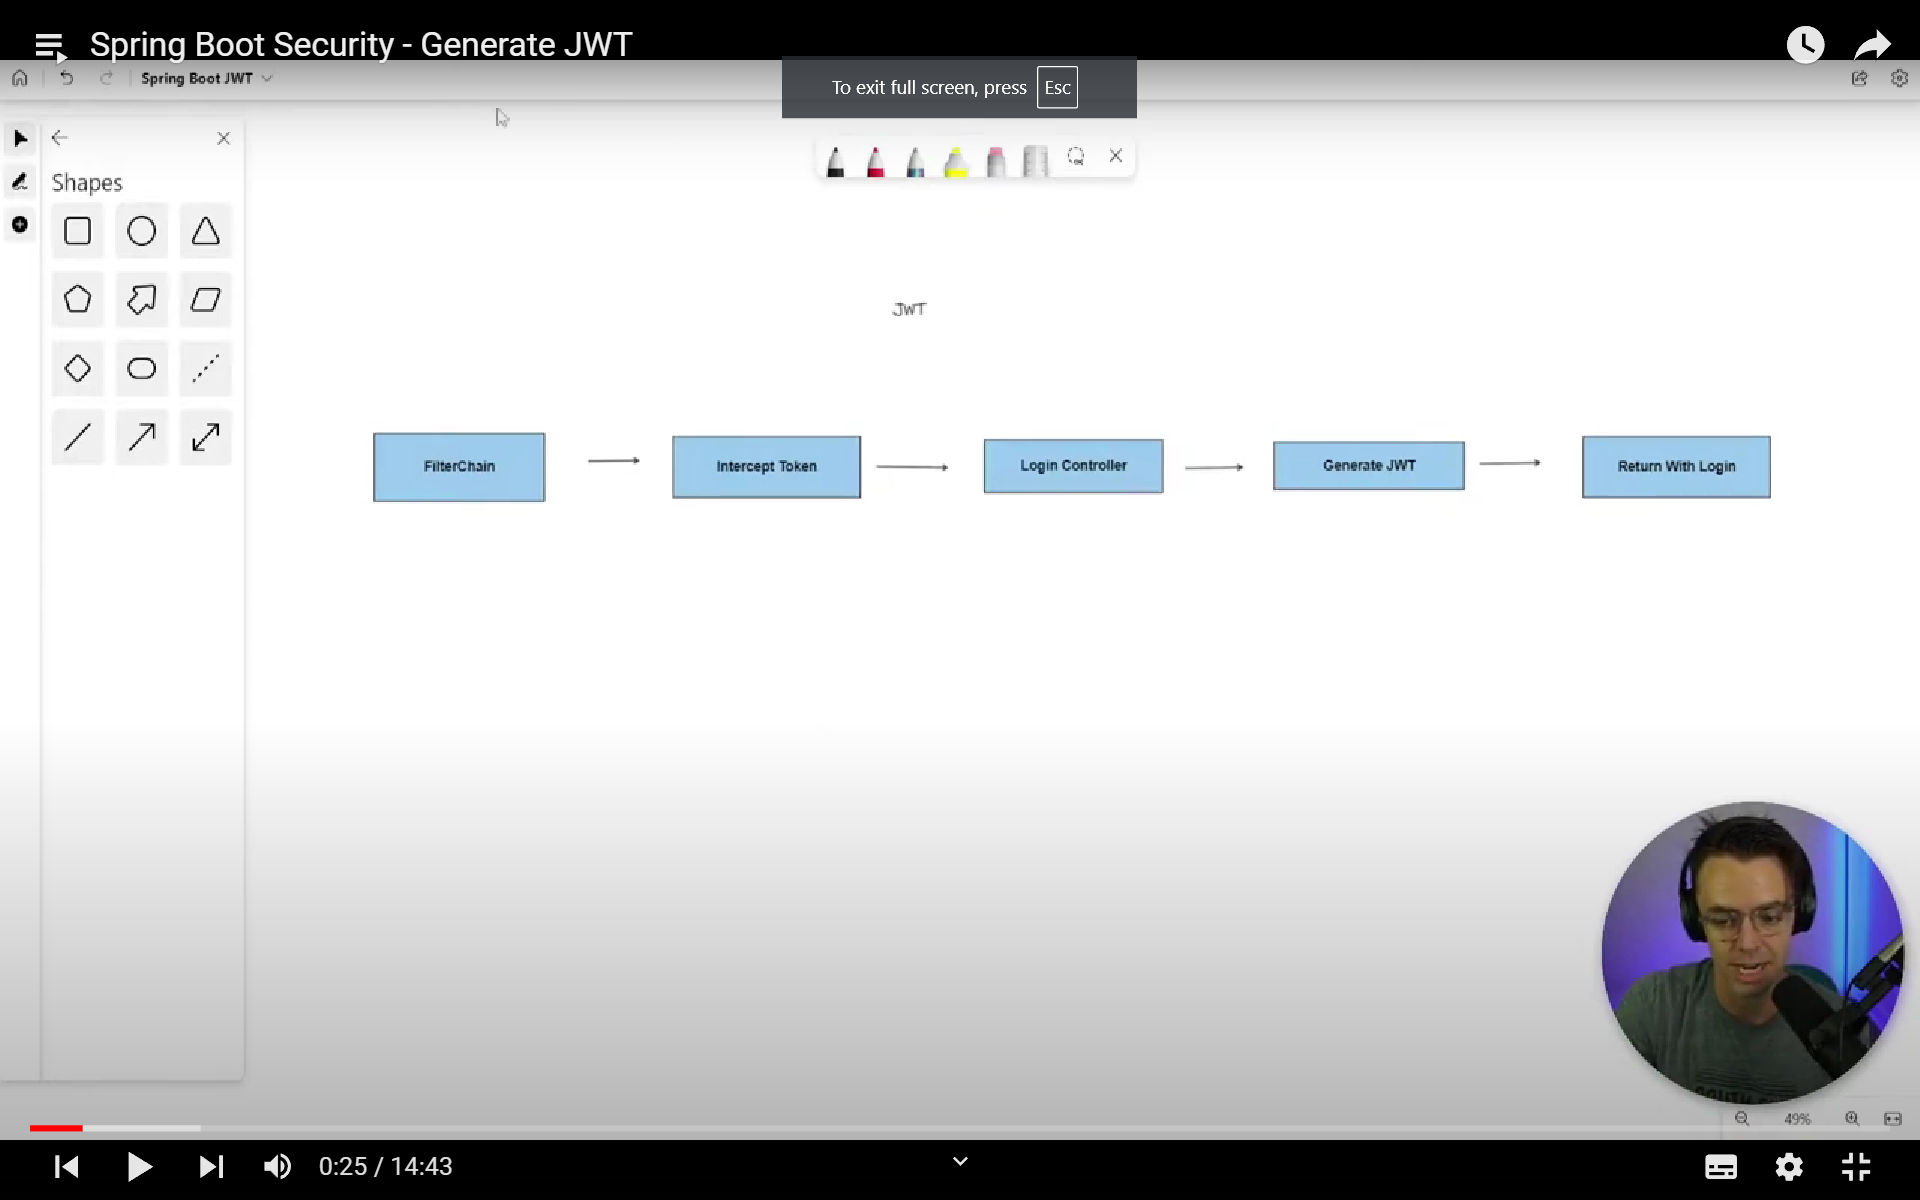 Spring Boot Security - Generate JWT
Spring Boot JWT
To exit full screen, press Esc
Shapes
JWT
FilterChain
Intercept Token
Login Controller
Generate JWT
Return With Login
49%
0:25 / 14:43